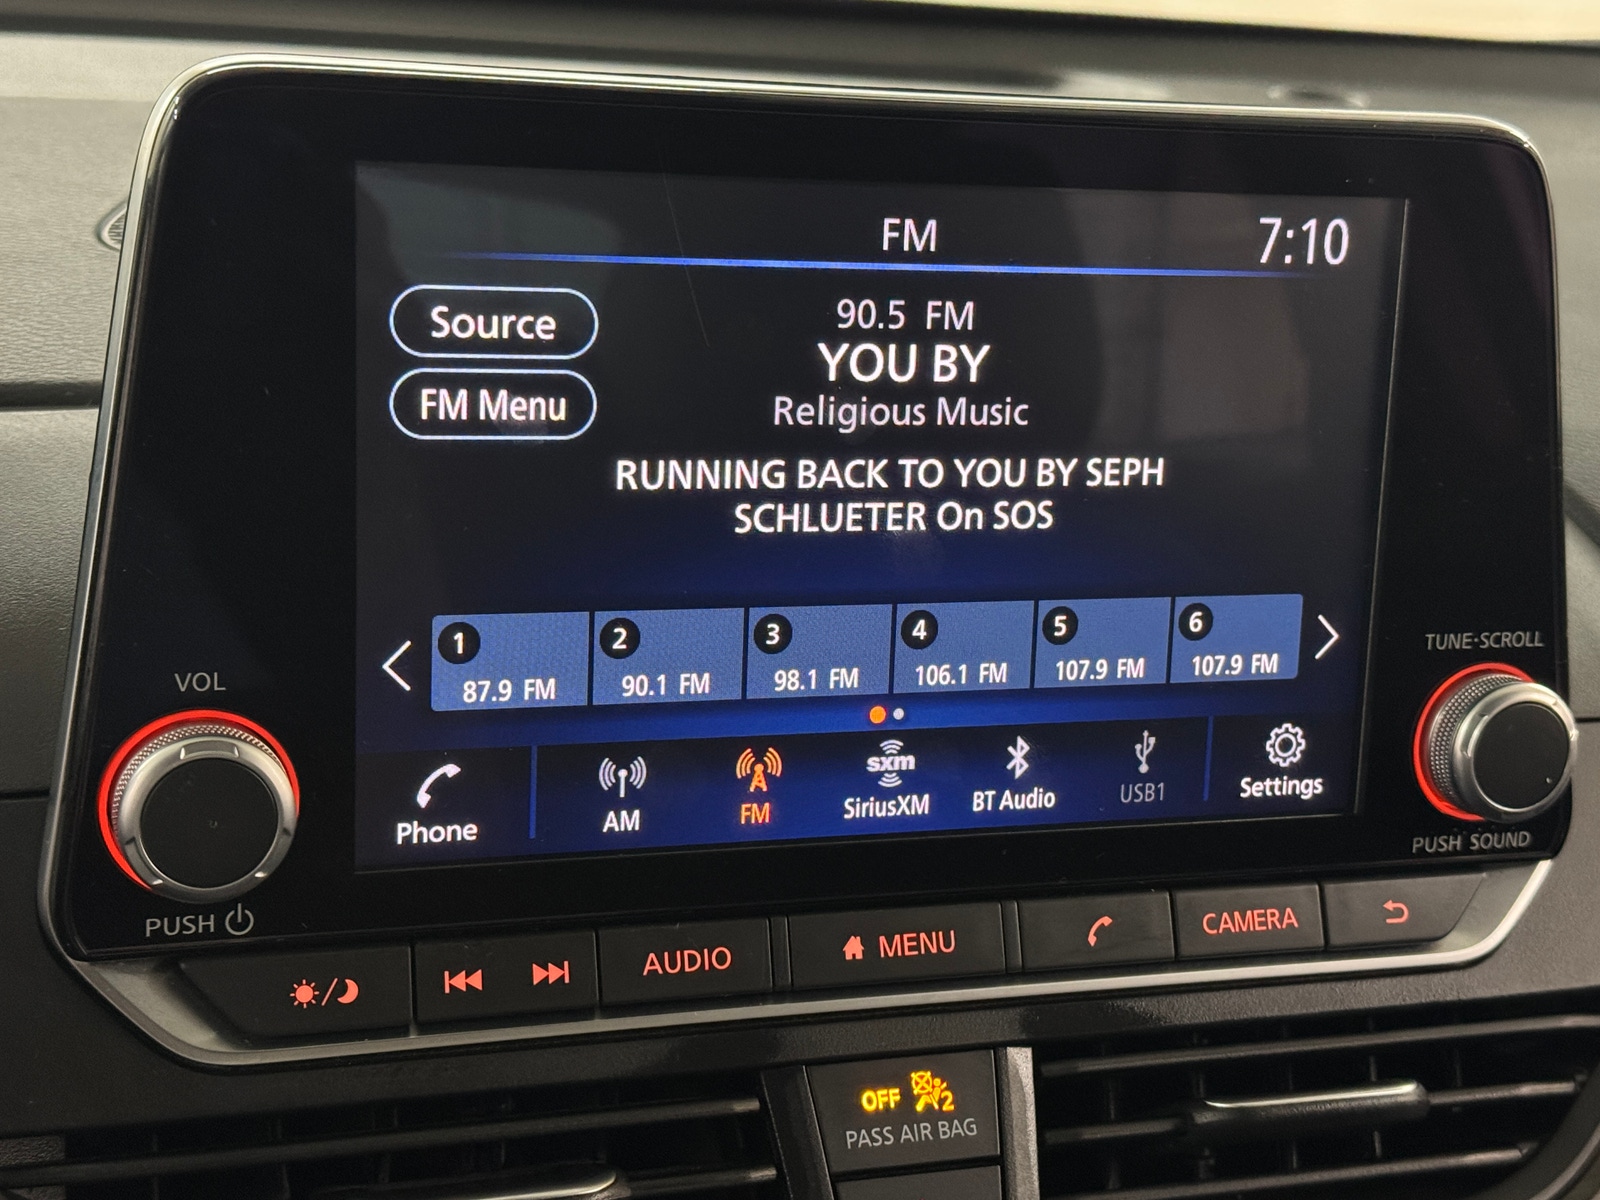 FM
7:10
Source
90.5 FM
YOU BY
FM Menu
Religious Music
RUNNING BACK TO YOU BY SEPH
SCHLUETER On SOS
1
2
3
4
5
6
87.9 FM
90.1 FM
98.1 FM
106.1 FM
107.9 FM
107.9 FM
Phone
AM
FM
sxm
SiriusXM
BT Audio
USB1
Settings
VOL
PUSH
TUNE·SCROLL
PUSH SOUND
AUDIO
MENU
CAMERA
OFF 2
PASS AIR BAG